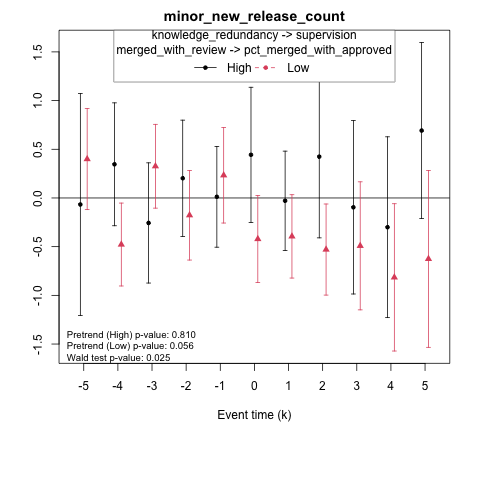 minor_new_release_count
knowledge_redundancy -> supervision
merged_with_review -> pct_merged_with_approved
High Low
1.5
1.0
0.5
0.0
-0.5
-1.0
-1.5
Pretrend (High) p-value: 0.810
Pretrend (Low) p-value: 0.056
Wald test p-value: 0.025
-5 -4 -3 -2 -1 0 1 2 3 4 5
Event time (k)